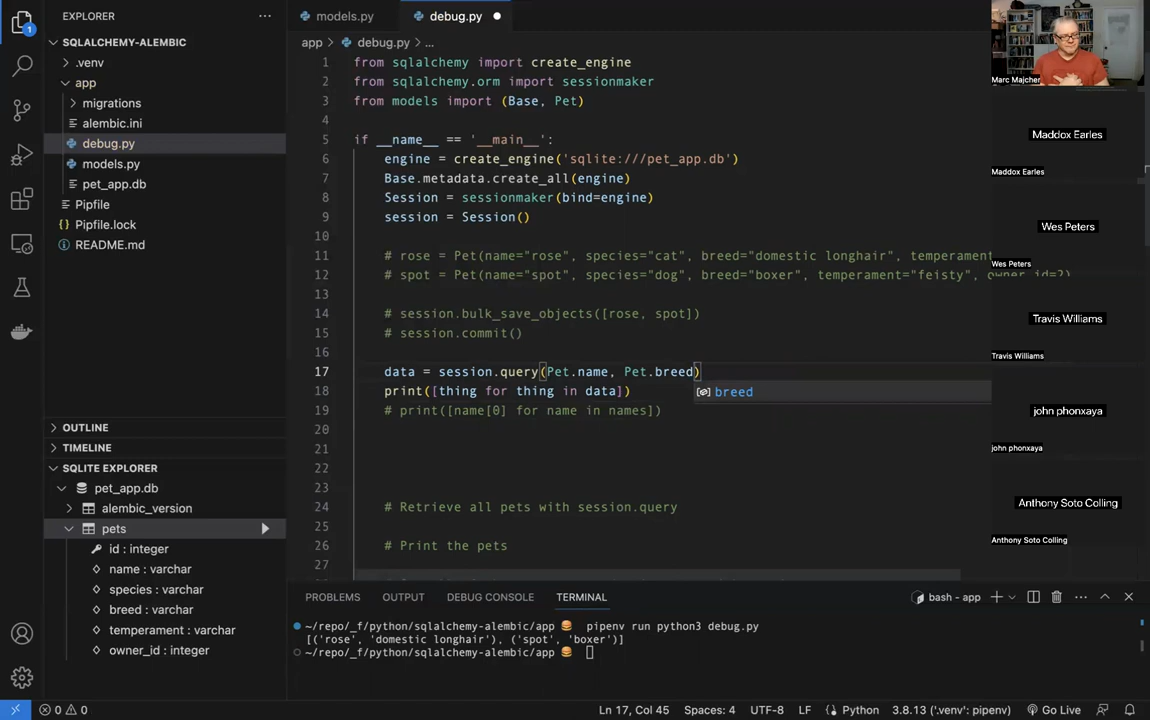 EXPLORER
SQLALCHEMY-ALEMBIC
.venv
app
migrations
alembic.ini
debug.py
models.py
pet_app.db
Pipfile
Pipfile.lock
README.md
OUTLINE
TIMELINE
SQLITE EXPLORER
pet_app.db
alembic_version
pets
id : integer
name : varchar
species : varchar
breed : varchar
temperament : varchar
owner_id : integer
models.py
debug.py
app > debug.py > ...
1 from sqlalchemy import create_engine
2 from sqlalchemy.orm import sessionmaker
3 from models import (Base, Pet)
4
5 if __name__ == '__main__':
6 engine = create_engine('sqlite:///pet_app.db')
7 Base.metadata.create_all(engine)
8 Session = sessionmaker(bind=engine)
9 session = Session()
10
11 # rose = Pet(name="rose", species="cat", breed="domestic longhair", temperament
12 # spot = Pet(name="spot", species="dog", breed="boxer", temperament="feisty", owner_id=2)
13
14 # session.bulk_save_objects([rose, spot])
15 # session.commit()
16
17 data = session.query(Pet.name, Pet.breed)
18 print([thing for thing in data])
breed
19 # print([name[0] for name in names])
20
21
22
23
24 # Retrieve all pets with session.query
25
26 # Print the pets
27
PROBLEMS OUTPUT DEBUG CONSOLE TERMINAL
bash - app
~/repo/_f/python/sqlalchemy-alembic/app 🍔 pipenv run python3 debug.py
[('rose', 'domestic longhair'), ('spot', 'boxer')]
~/repo/_f/python/sqlalchemy-alembic/app 🍔
Marc Majcher
Maddox Earles
Maddox Earles
Wes Peters
Wes Peters
Travis Williams
Travis Williams
john phonxaya
john phonxaya
Anthony Soto Colling
Anthony Soto Colling
1
0 0
Ln 17, Col 45 Spaces: 4 UTF-8 LF Python 3.8.13 ('.venv': pipenv) Go Live